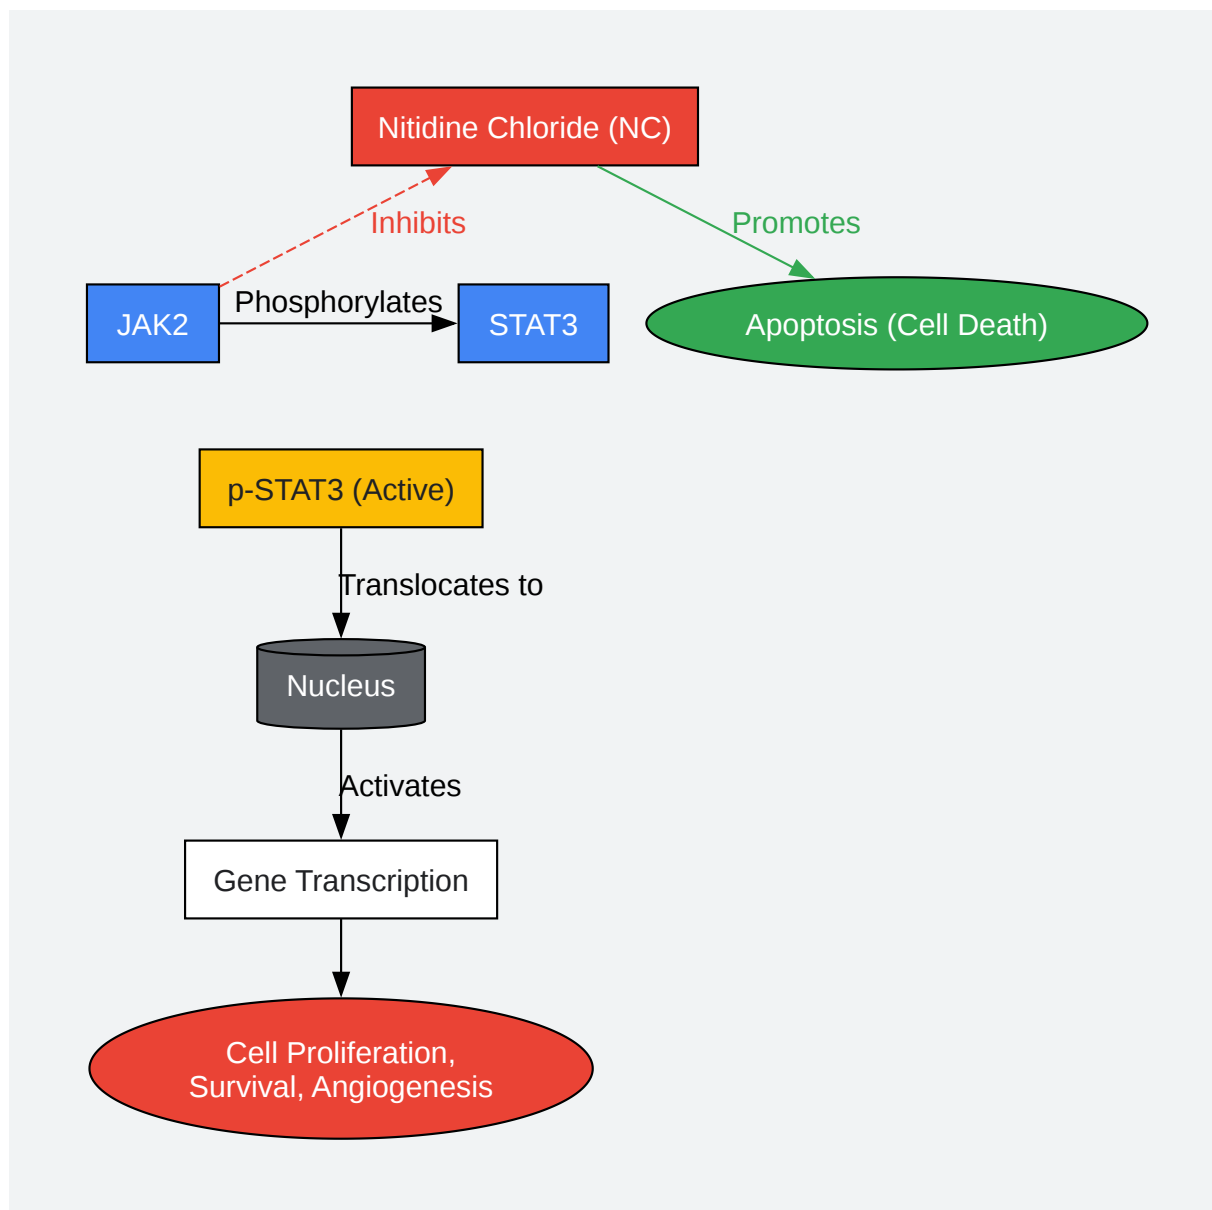 Nitidine Chloride (NC)
Inhibits
Promotes
JAK2
Phosphorylates
STAT3
Apoptosis (Cell Death)
p-STAT3 (Active)
Translocates to
Nucleus
Activates
Gene Transcription
Cell Proliferation,
Survival, Angiogenesis